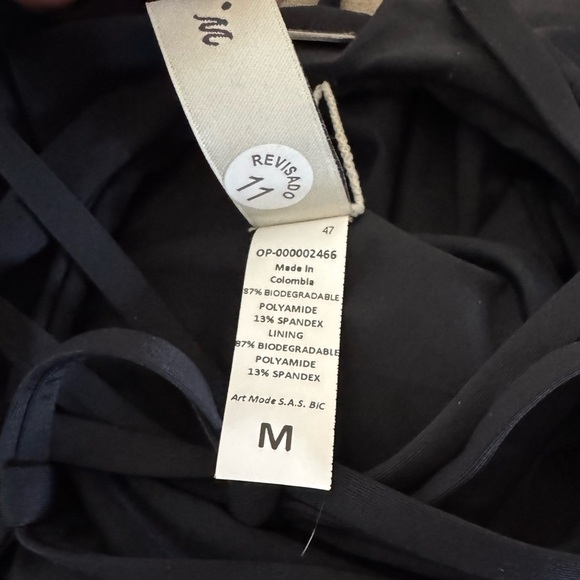 REVISADO
11
47
OP-000002466
Made in
Colombia
87% BIODEGRADABLE
POLYAMIDE
13% SPANDEX
LINING
87% BIODEGRADABLE
POLYAMIDE
13% SPANDEX
Art Mode S.A.S. BIC
M